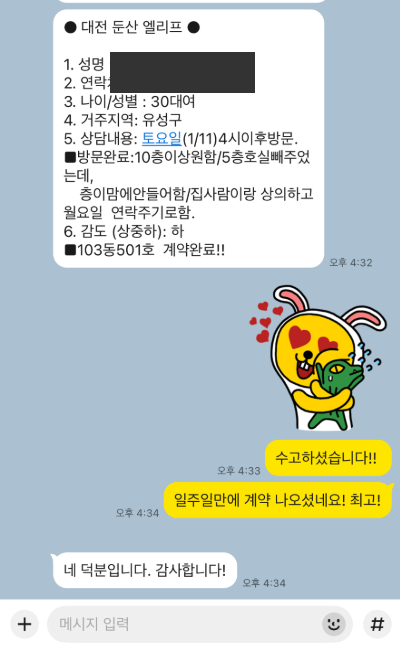 ● 대전 둔산 엘리프 ●
1. 성명
2. 연락처
3. 나이/성별 : 30대여
4. 거주지역: 유성구
5. 상담내용: 토요일(1/11)4시이후방문.
■방문완료:10층이상원함/5층호실빼주었
는데,
층이맘에안들어함/집사람이랑 상의하고
월요일 연락주기로함.
6. 감도 (상중하): 하
■103동501호 계약완료!!
오후 4:32
수고하셨습니다!!
오후 4:33
일주일만에 계약 나오셨네요! 최고!
오후 4:34
네 덕분입니다. 감사합니다!
오후 4:34
메시지 입력